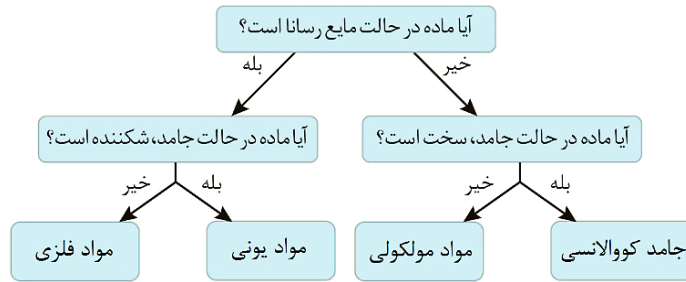 آیا ماده در حالت مایع رسانا است؟
خیر
بله
آیا ماده در حالت جامد، سخت است؟
آیا ماده در حالت جامد، شکننده است؟
بله
خیر
بله
خیر
جامد کووالانسی
مواد مولکولی
مواد یونی
مواد فلزی